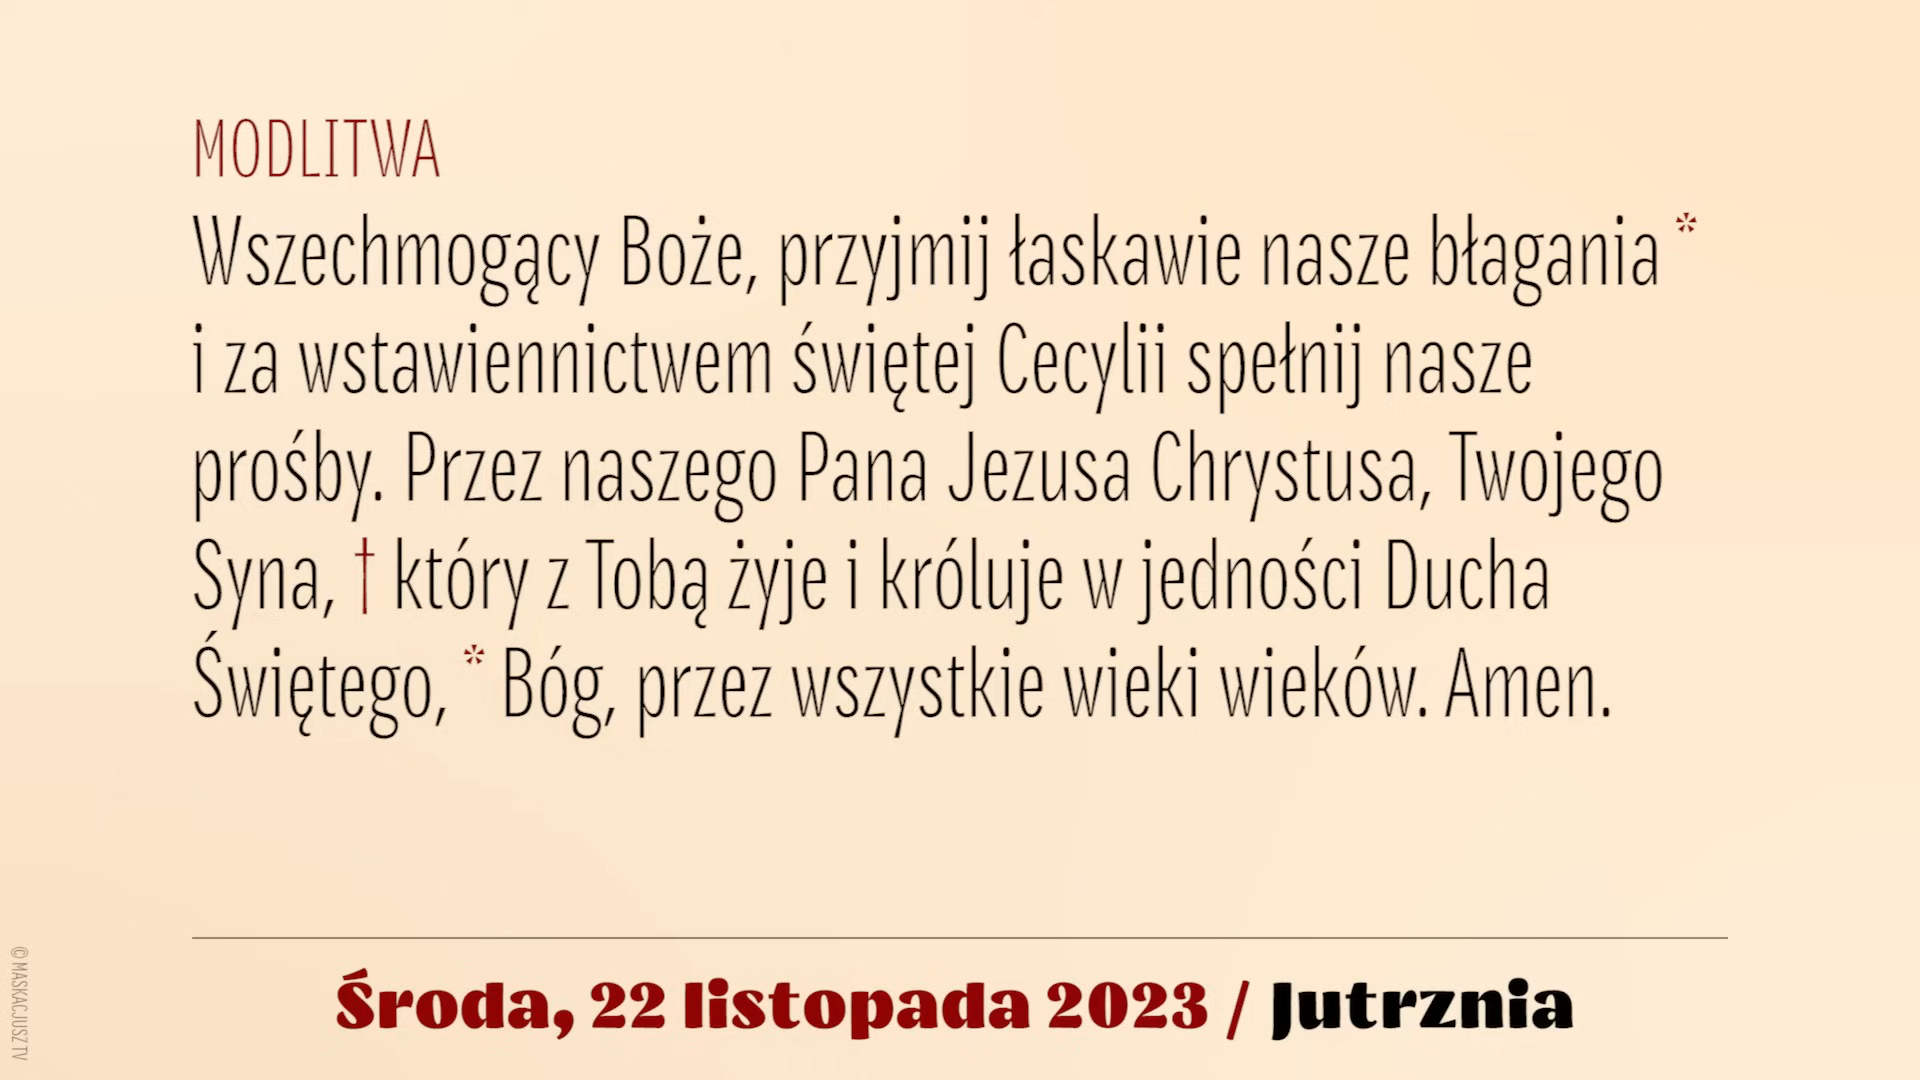 MODLITWA
Wszechmogący Boże, przyjmij łaskawie nasze błagania *
i za wstawiennictwem świętej Cecylii spełnij nasze
prośby. Przez naszego Pana Jezusa Chrystusa, Twojego
Syna, † który z Tobą żyje i króluje w jedności Ducha
Świętego, * Bóg, przez wszystkie wieki wieków. Amen.
Środa, 22 listopada 2023 / Jutrznia
© MASKACJUSZ TV